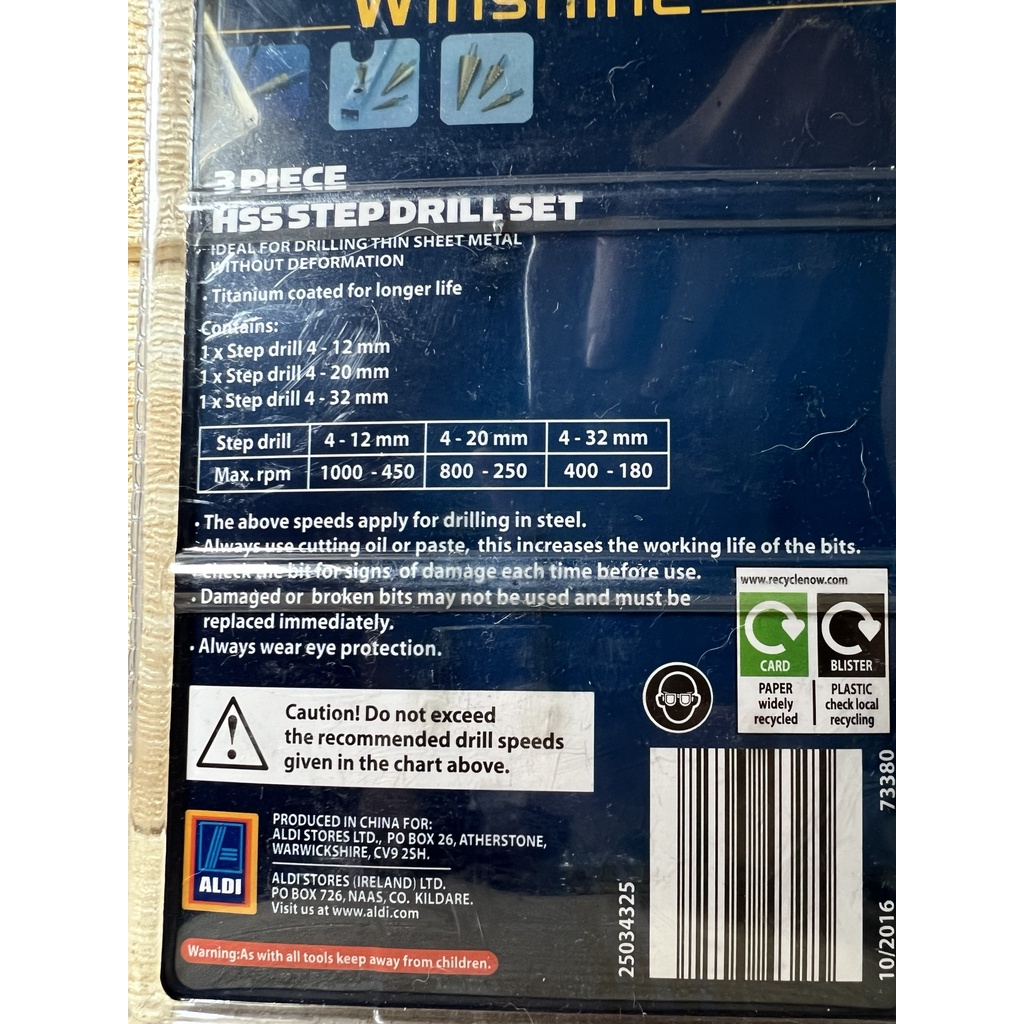 Winshine
3 PIECE
HSS STEP DRILL SET
IDEAL FOR DRILLING THIN SHEET METAL
WITHOUT DEFORMATION
• Titanium coated for longer life
Contains:
1 x Step drill 4 - 12 mm
1 x Step drill 4 - 20 mm
1 x Step drill 4 - 32 mm
Step drill 4 - 12 mm 4 - 20 mm 4 - 32 mm
Max. rpm 1000 - 450 800 - 250 400 - 180
• The above speeds apply for drilling in steel.
• Always use cutting oil or paste, this increases the working life of the bits.
• Check the bit for signs of damage each time before use.
• Damaged or broken bits may not be used and must be
replaced immediately.
• Always wear eye protection.
www.recyclenow.com
CARD BLISTER
PAPER PLASTIC
widely check local
recycled recycling
Caution! Do not exceed
the recommended drill speeds
given in the chart above.
ALDI
PRODUCED IN CHINA FOR:
ALDI STORES LTD., PO BOX 26, ATHERSTONE,
WARWICKSHIRE, CV9 2SH.
ALDI STORES (IRELAND) LTD.
PO BOX 726, NAAS, CO. KILDARE.
Visit us at www.aldi.com
Warning:As with all tools keep away from children.
25034325
10/2016 73380